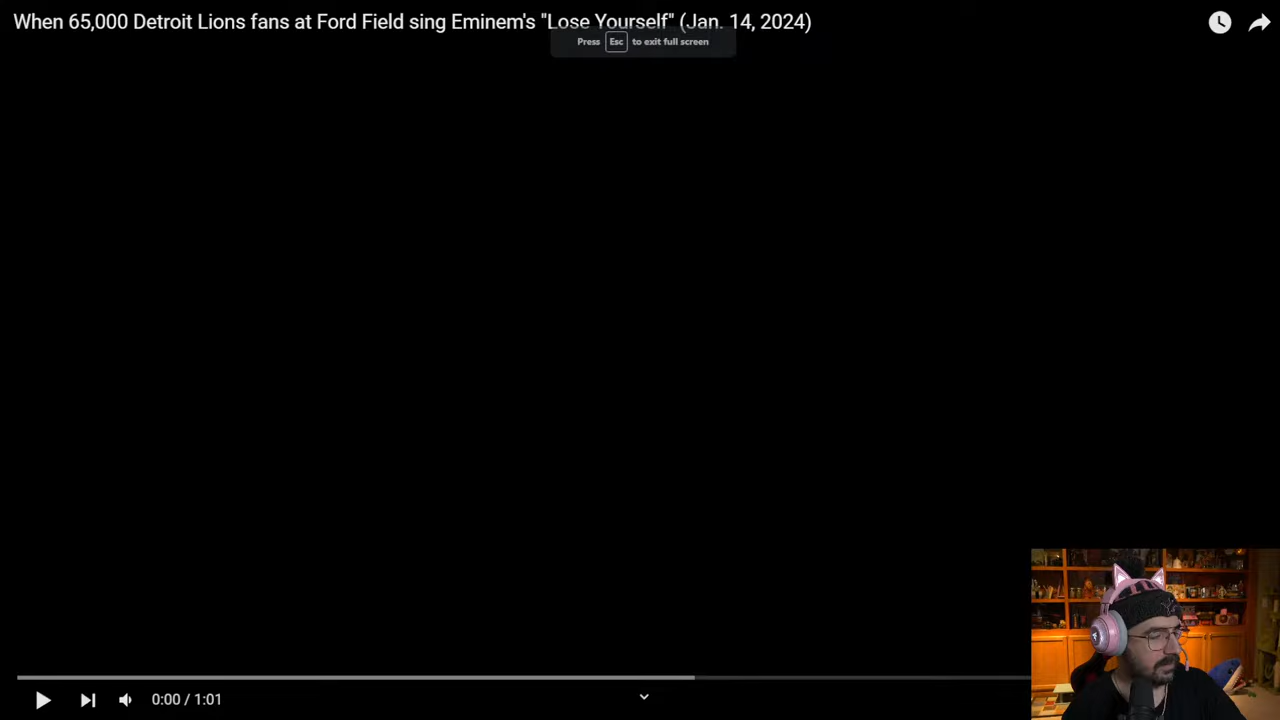 When 65,000 Detroit Lions fans at Ford Field sing Eminem's "Lose Yourself" (Jan. 14, 2024)
Press Esc to exit full screen
0:00 / 1:01